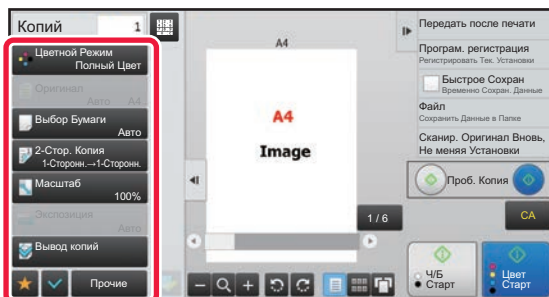 Копий 1
Цветной Режим
Полный Цвет
Оригинал
Авто A4
Выбор Бумаги
Авто
2-Стор. Копия
1-Сторонн.→1-Сторонн.
Масштаб
100%
Экспозиция
Авто
Вывод копий
Прочие
A4
A4
Image
1 / 6
Передать после печати
Програм. регистрация
Регистрировать Тек. Установки
Быстрое Сохран
Временно Сохран. Данные
Файл
Сохранить Данные в Папке
Сканир. Оригинал Вновь,
Не меняя Установки
Проб. Копия
CA
Ч/Б
Старт
Цвет
Старт